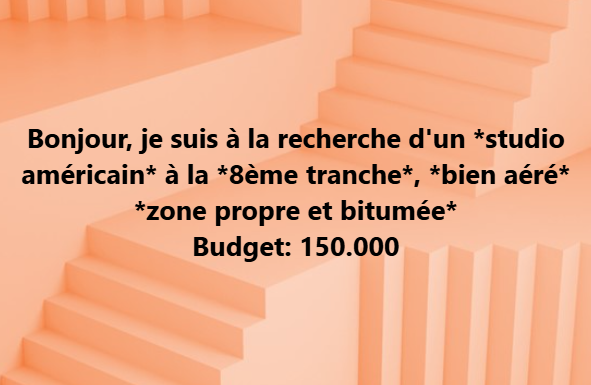 Bonjour, je suis à la recherche d'un *studio
américain* à la *8ème tranche*, *bien aéré*
*zone propre et bitumée*
Budget: 150.000